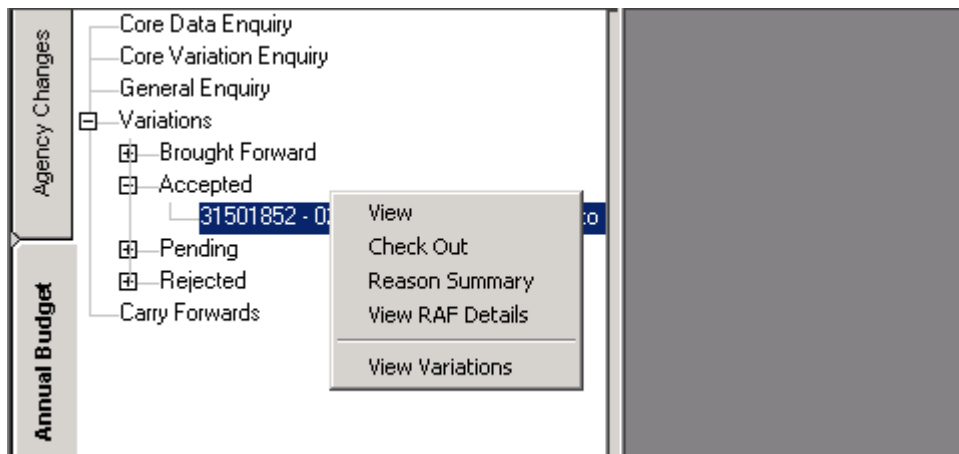 Agency Changes
Annual Budget
Core Data Enquiry
Core Variation Enquiry
General Enquiry
Variations
Brought Forward
Accepted
31501852 -
Pending
Rejected
Carry Forwards
View
Check Out
Reason Summary
View RAF Details
View Variations